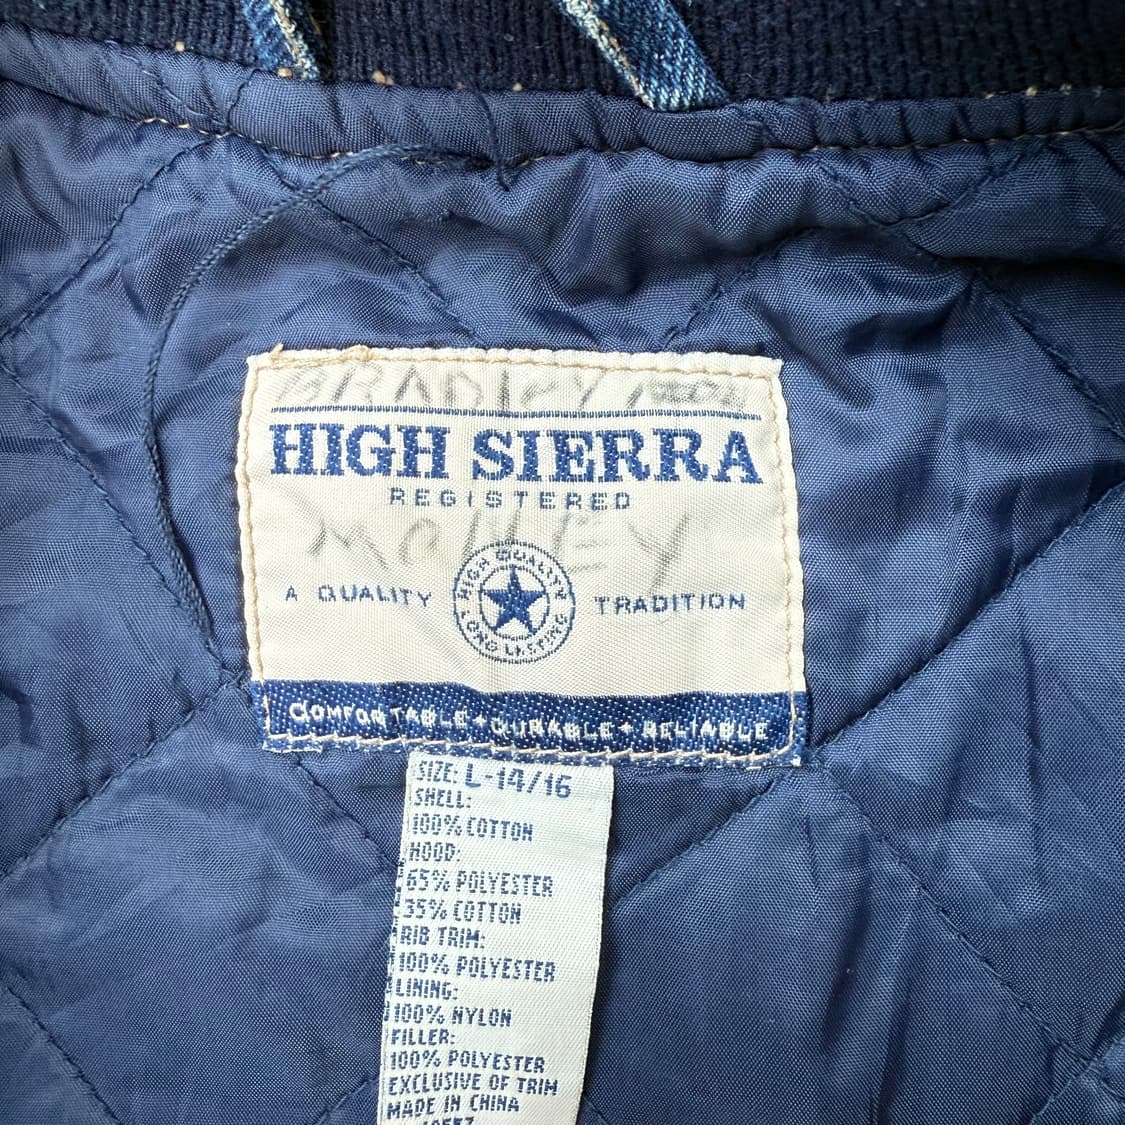 BRADLEY
HIGH SIERRA
REGISTERED
MOLLEY
HIGH QUALITY
A QUALITY TRADITION
LONG LASTING
COMFORTABLE + DURABLE + RELIABLE
SIZE: L-14/16
SHELL:
100% COTTON
HOOD:
65% POLYESTER
35% COTTON
RIB TRIM:
100% POLYESTER
LINING:
100% NYLON
FILLER:
100% POLYESTER
EXCLUSIVE OF TRIM
MADE IN CHINA